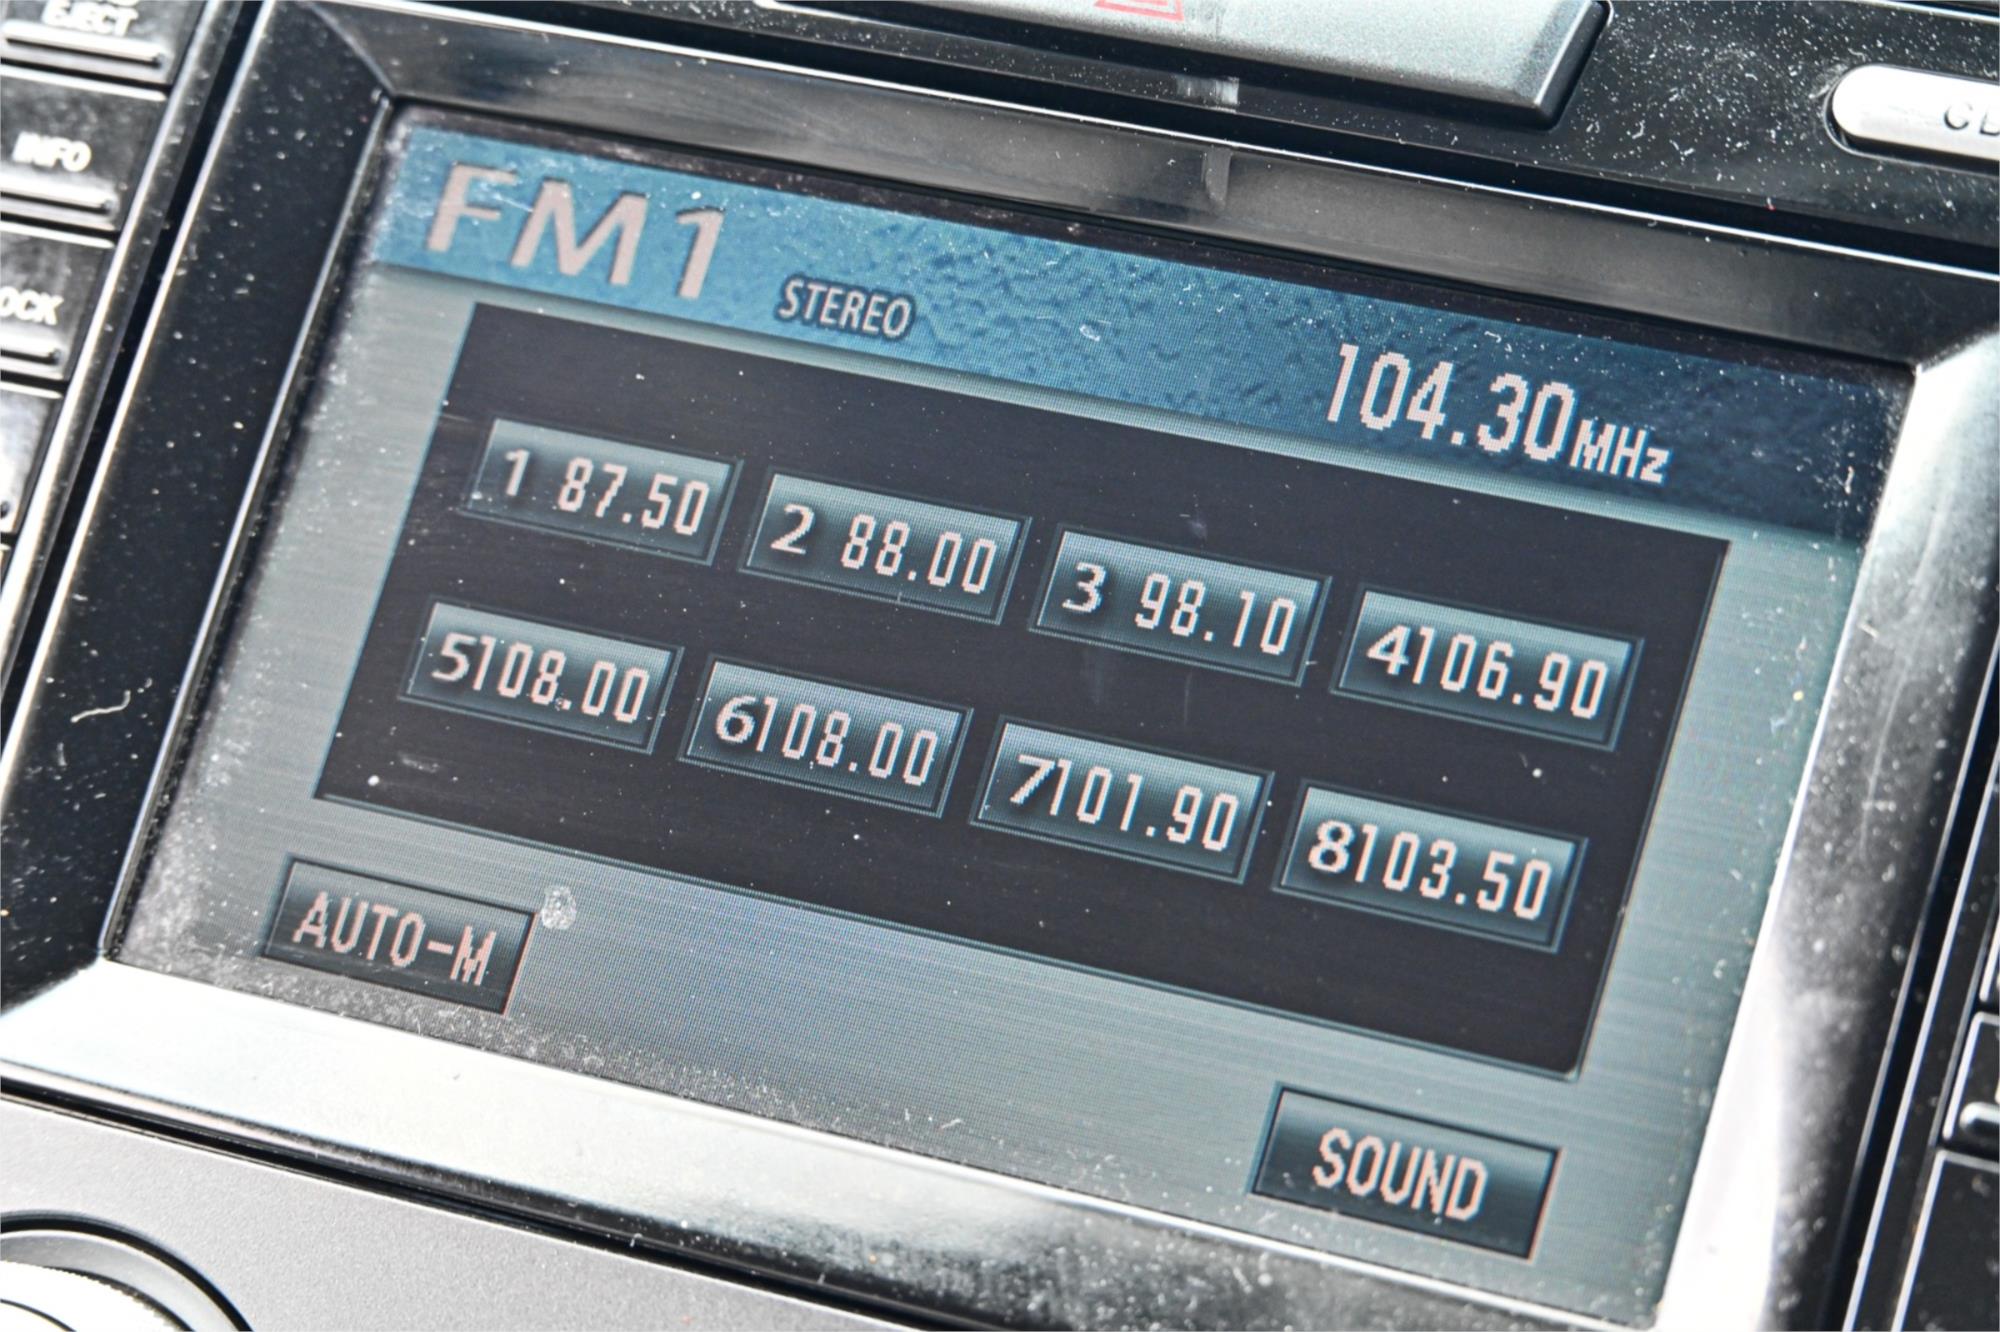 EJECT
INFO
OCK
FM1 STEREO 104.30MHz
1 87.50 2 88.00 3 98.10 4106.90
5108.00 6108.00 7101.90 8103.50
AUTO-M
SOUND